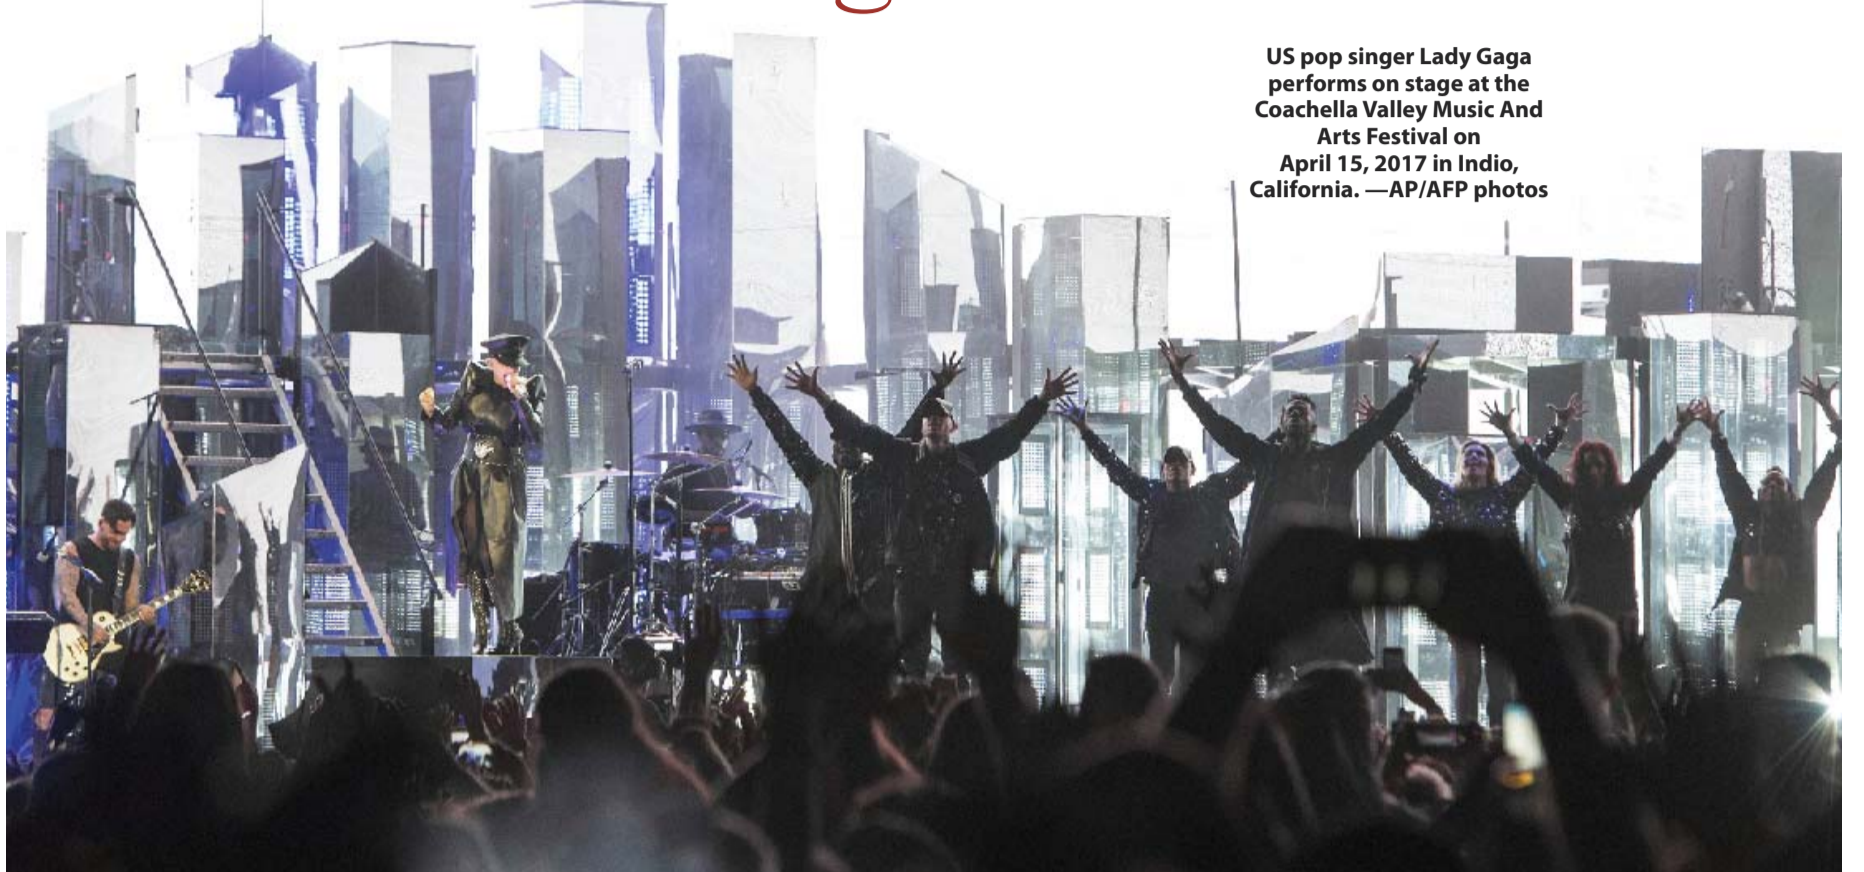 US pop singer Lady Gaga
performs on stage at the
Coachella Valley Music And
Arts Festival on
April 15, 2017 in Indio,
California. —AP/AFP photos